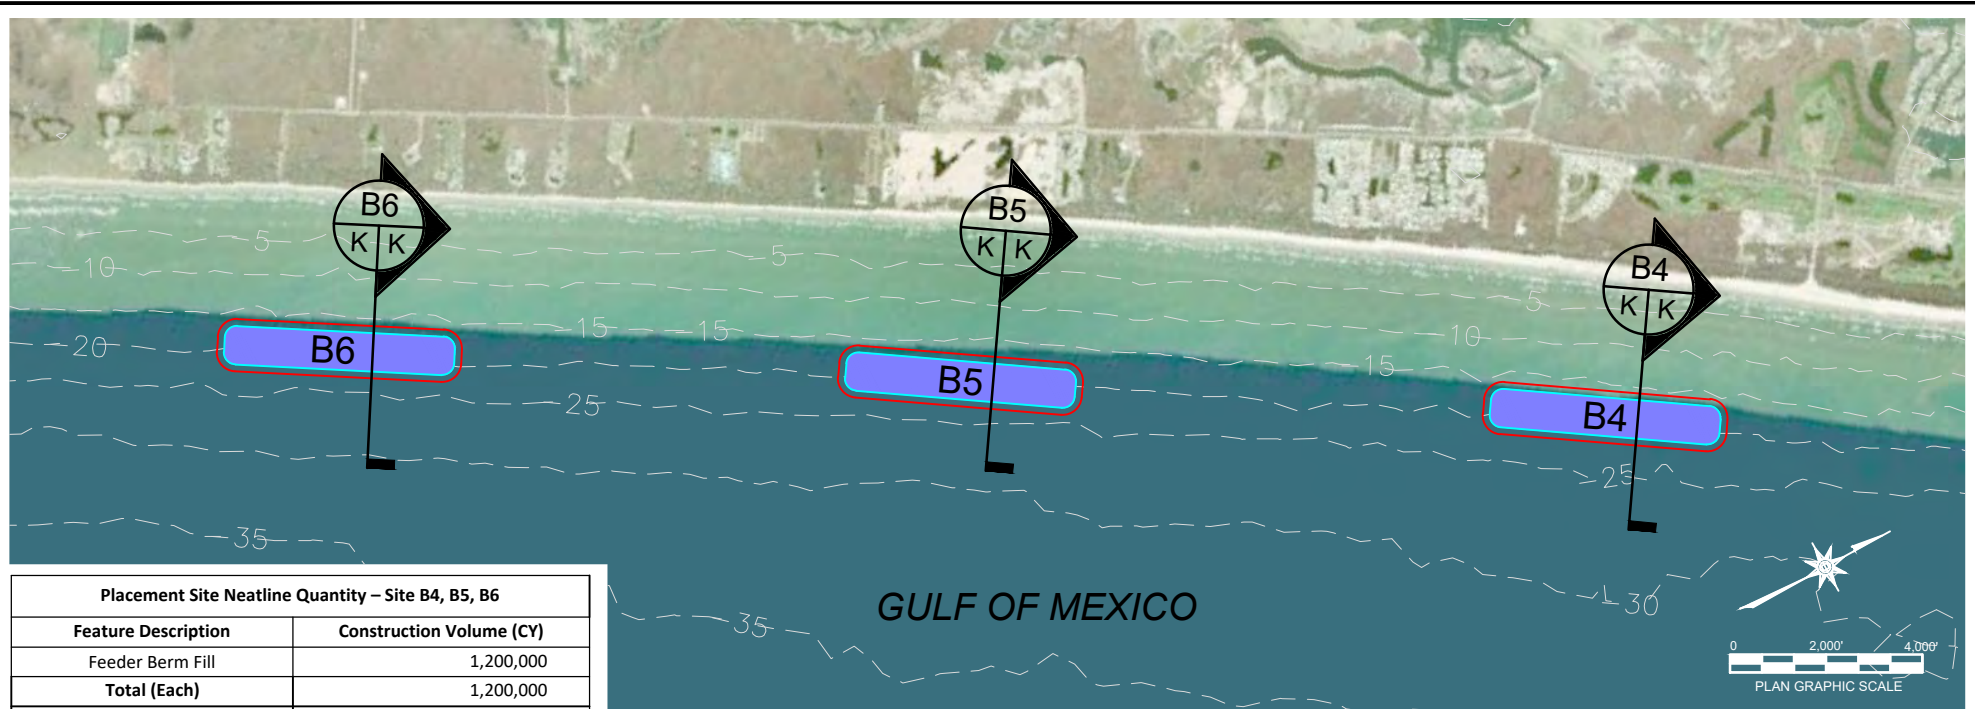 B6
K K
B5
K K
B4
K K
5
5
5
10
10
15
15
15
20
25
25
30
35
35
B6
B5
B4
GULF OF MEXICO
Placement Site Neatline Quantity – Site B4, B5, B6
Feature Description Construction Volume (CY)
Feeder Berm Fill 1,200,000
Total (Each) 1,200,000
0 2,000' 4,000'
PLAN GRAPHIC SCALE